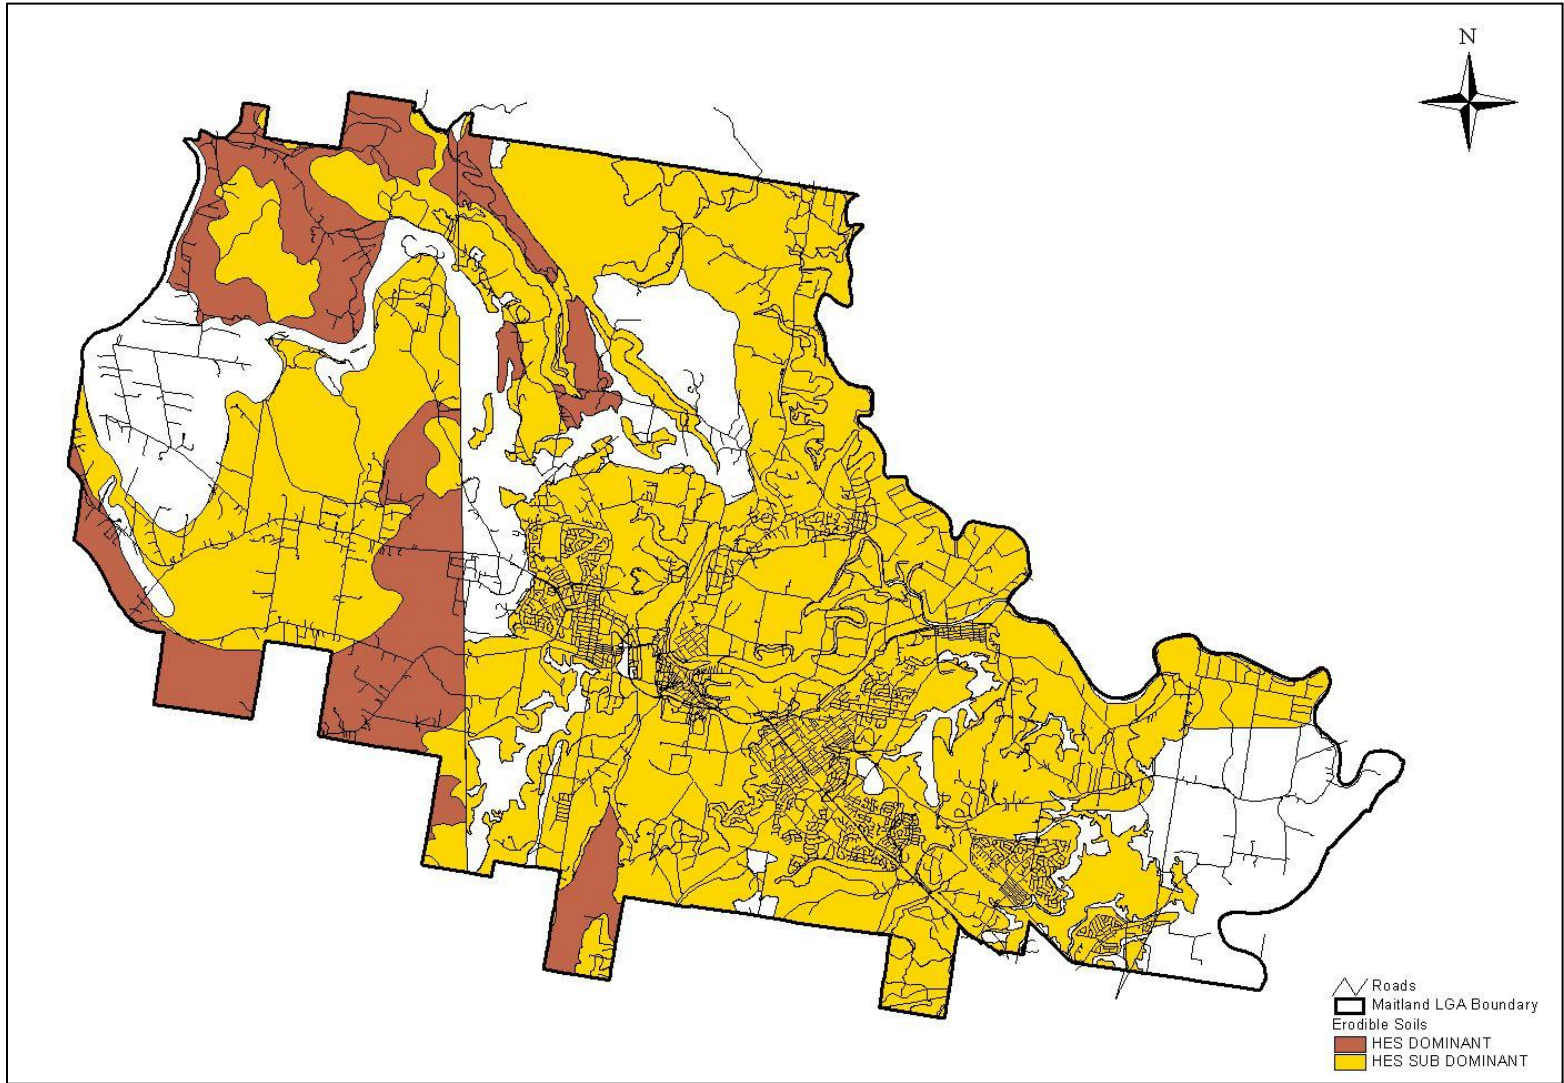 N
Roads
Maitland LGA Boundary
Erodible Soils
HES DOMINANT
HES SUB DOMINANT